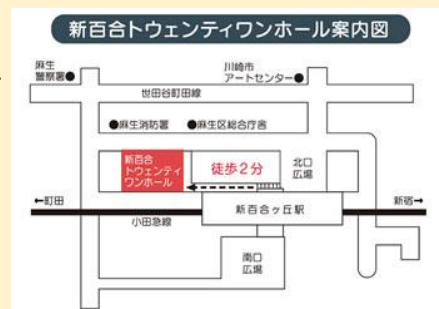 新百合トウェンティワンホール案内図
麻生
警察署●
川崎市
アートセンター●
世田谷町田線
●麻生消防署
●麻生区総合庁舎
新百合
トウェンティ
ワンホール
徒歩2分
北口
広場
←町田
新宿→
小田急線
新百合ヶ丘駅
南口
広場